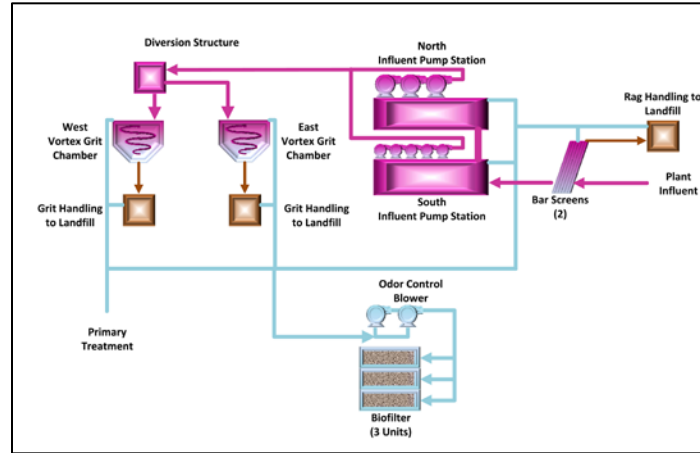 Diversion Structure
North
Influent Pump Station
Rag Handling to
Landfill
West
Vortex Grit
Chamber
East
Vortex Grit
Chamber
Plant
Influent
Bar Screens
(2)
South
Influent Pump Station
Grit Handling
to Landfill
Grit Handling
to Landfill
Odor Control
Blower
Primary
Treatment
Biofilter
(3 Units)